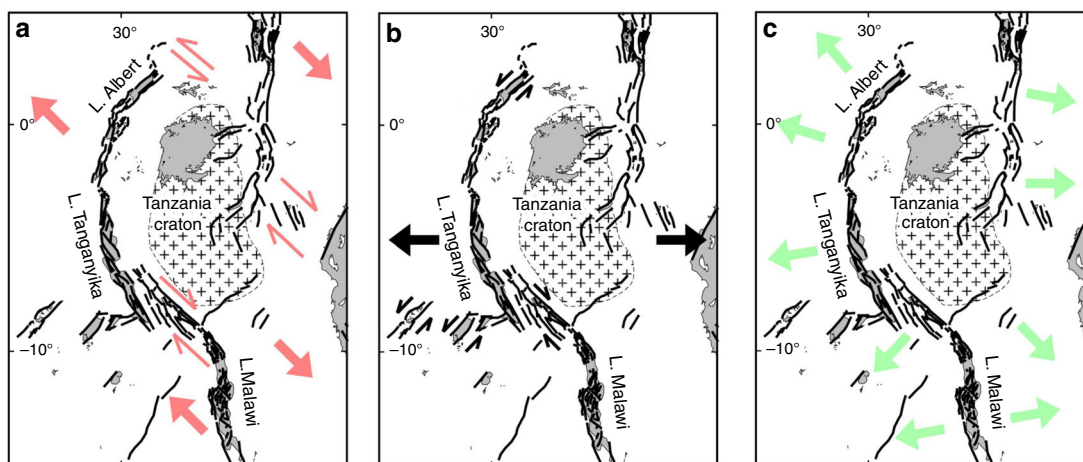 a
30°
L. Albert
0°
Tanzania
craton
L. Tanganyika
–10°
L.Malawi
b
30°
L. Albert
0°
Tanzania
craton
L. Tanganyika
–10°
L. Malawi
c
30°
L. Albert
0°
Tanzania
craton
L. Tanganyika
–10°
L. Malawi